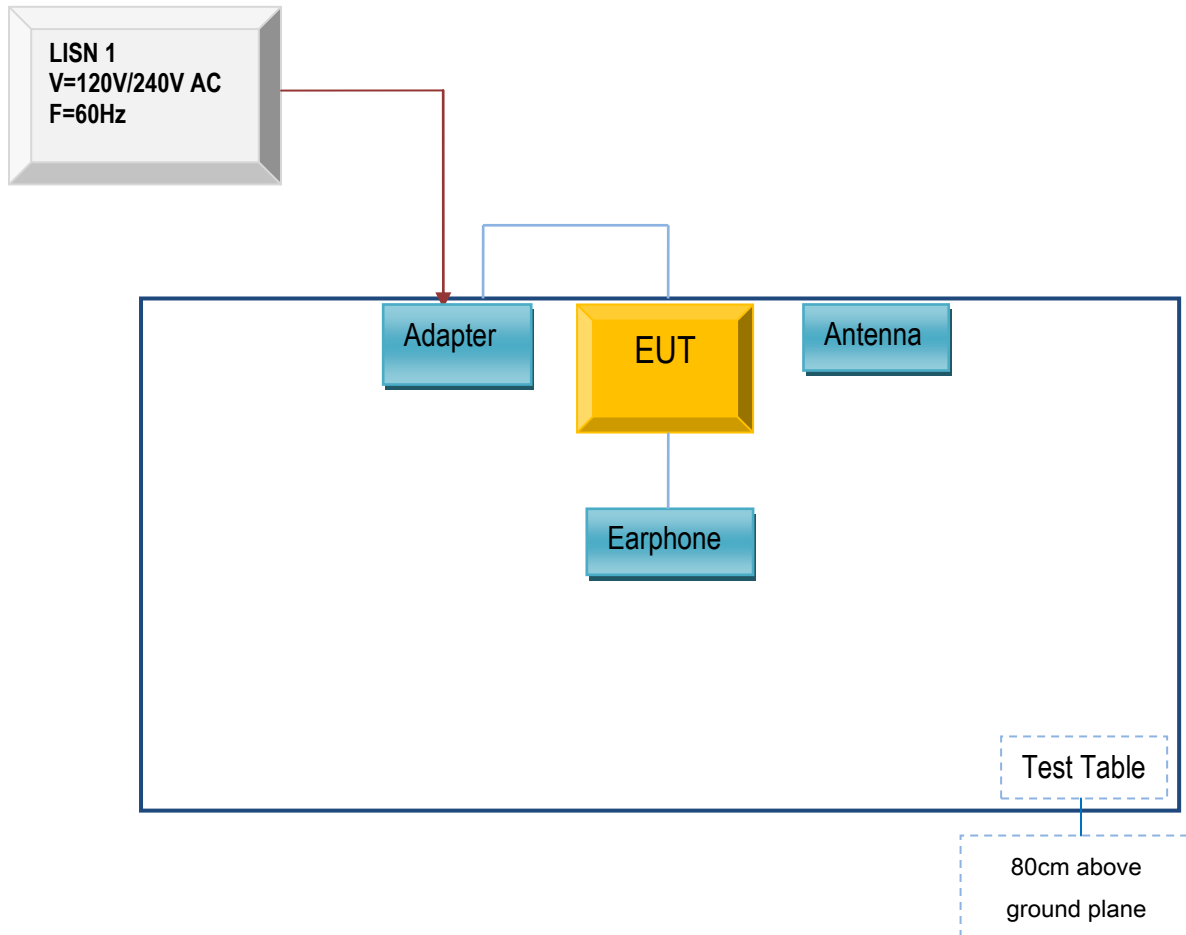 LISN 1
V=120V/240V AC
F=60Hz
Adapter
EUT
Antenna
Earphone
Test Table
80cm above
ground plane